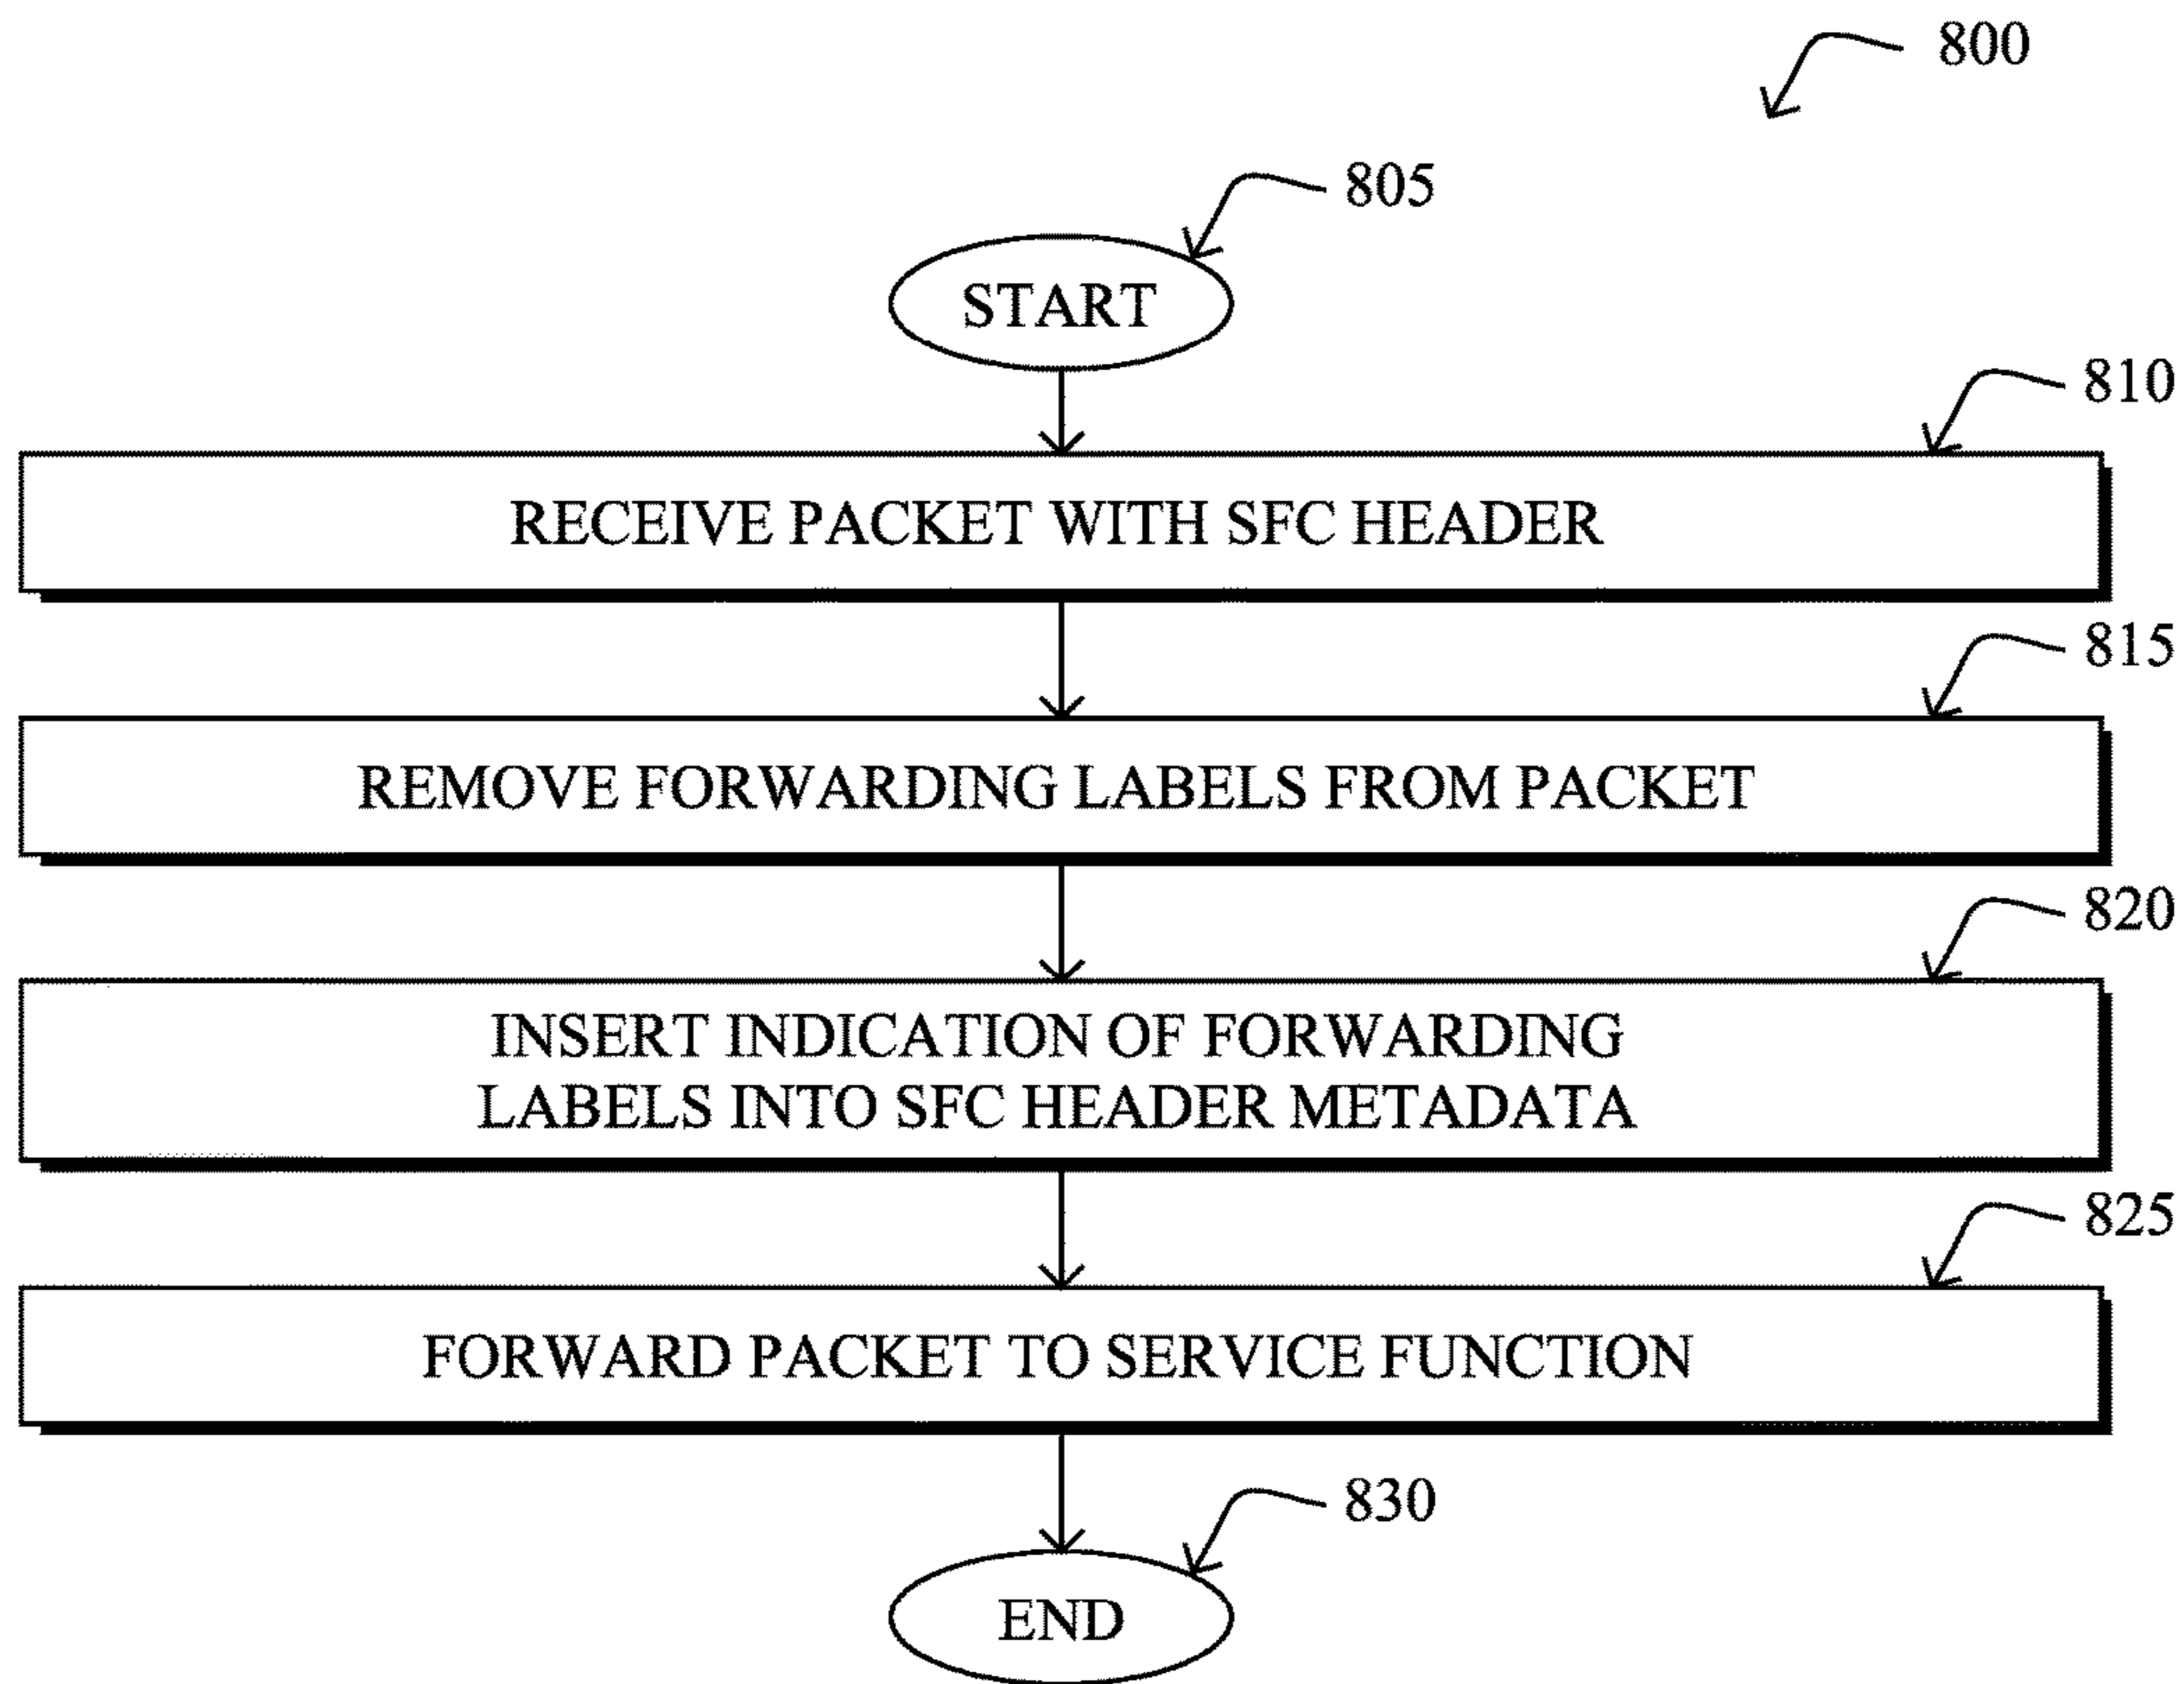 800
805
START
810
RECEIVE PACKET WITH SFC HEADER
815
REMOVE FORWARDING LABELS FROM PACKET
820
INSERT INDICATION OF FORWARDING
LABELS INTO SFC HEADER METADATA
825
FORWARD PACKET TO SERVICE FUNCTION
830
END